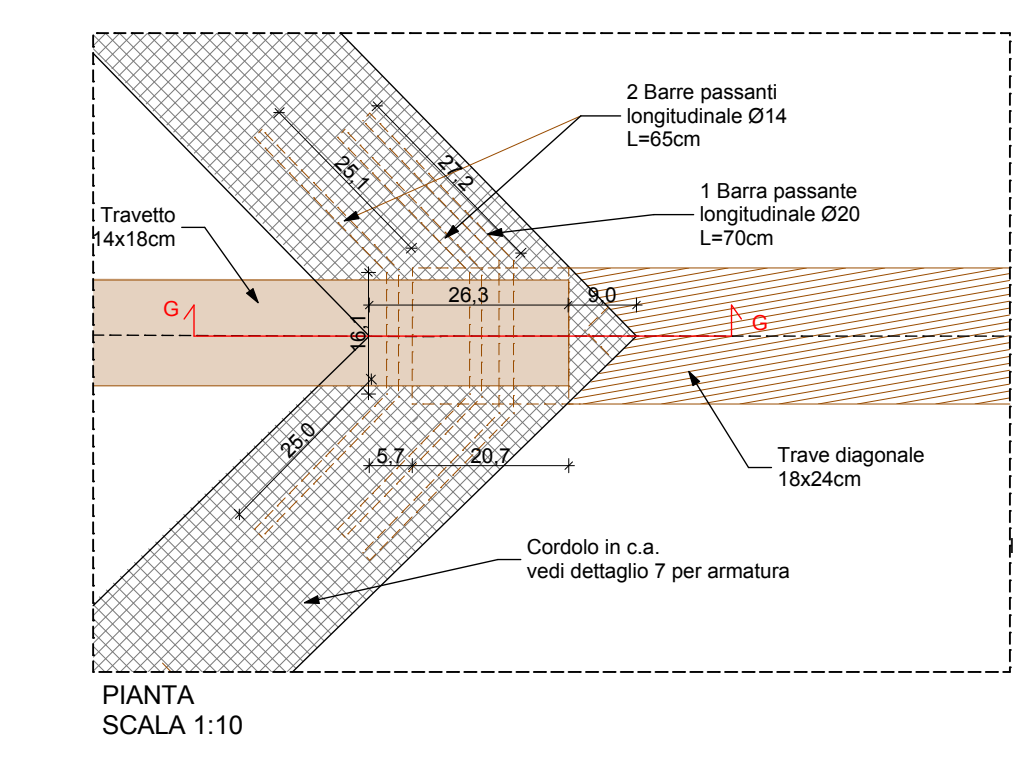 2 Barre passanti
longitudinale Ø14
L=65cm
1 Barra passante
longitudinale Ø20
L=70cm
Travetto
14x18cm
25,1
27,2
26,3
9,0
G
G
16,1
25,0
5,7
20,7
Trave diagonale
18x24cm
Cordolo in c.a.
vedi dettaglio 7 per armatura
PIANTA
SCALA 1:10